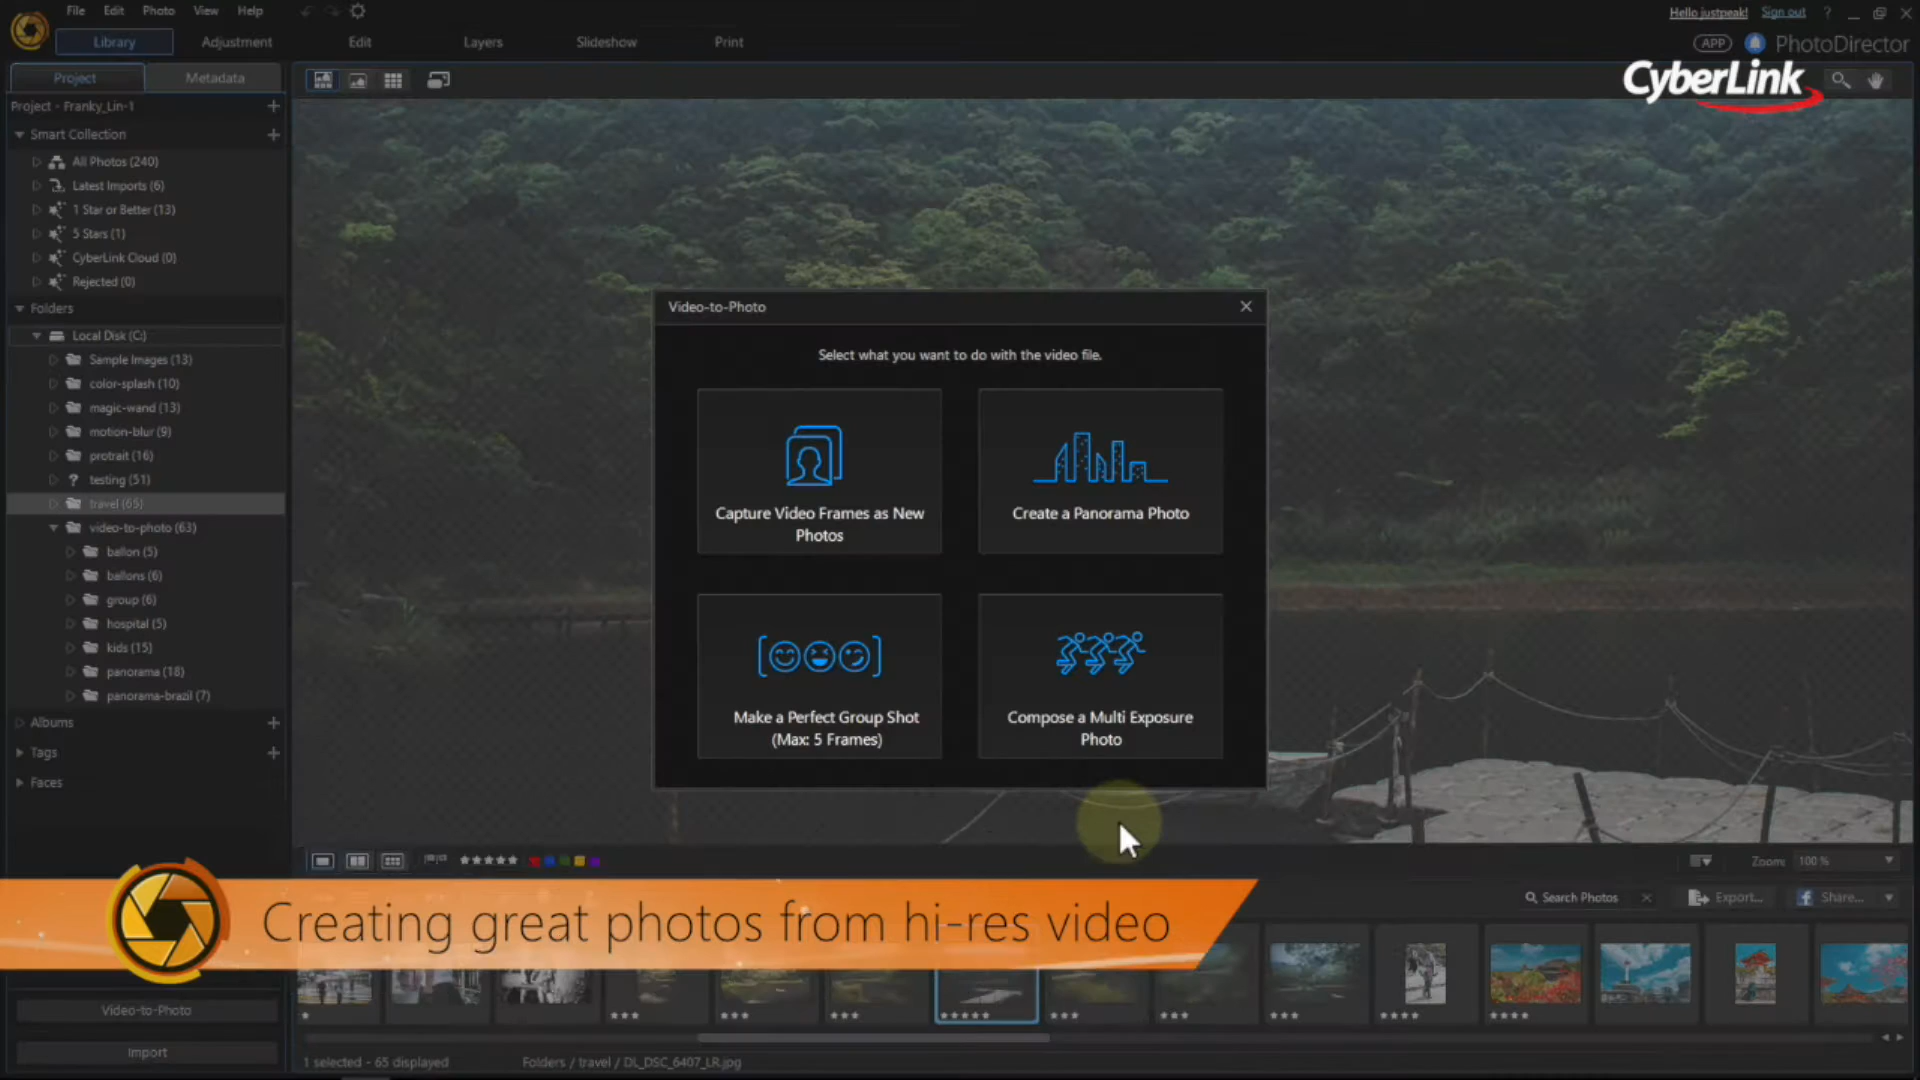 File Edit Photo View Help
Hello justpeak! Sign out ?
Library Adjustment Edit Layers Slideshow Print
APP PhotoDirector
CyberLink
Project Metadata
Project - Franky_Lin-1
Smart Collection
All Photos (240)
Latest Imports (6)
1 Star or Better (13)
5 Stars (1)
CyberLink Cloud (0)
Rejected (0)
Folders
Local Disk (C:)
Sample Images (13)
color-splash (10)
magic-wand (13)
motion-blur (9)
protrait (16)
? testing (51)
travel (65)
video-to-photo (63)
ballon (5)
ballons (6)
group (6)
hospital (5)
kids (15)
panorama (18)
panorama-brazil (7)
Albums
Tags
Faces
Video-to-Photo
Select what you want to do with the video file.
Capture Video Frames as New
Photos
Create a Panorama Photo
Make a Perfect Group Shot
(Max: 5 Frames)
Compose a Multi Exposure
Photo
Zoom: 100 %
Search Photos
Export...
f Share...
Creating great photos from hi-res video
Video-to-Photo
Import
1 selected - 65 displayed
Folders / travel / DL_DSC_6407_LR.jpg